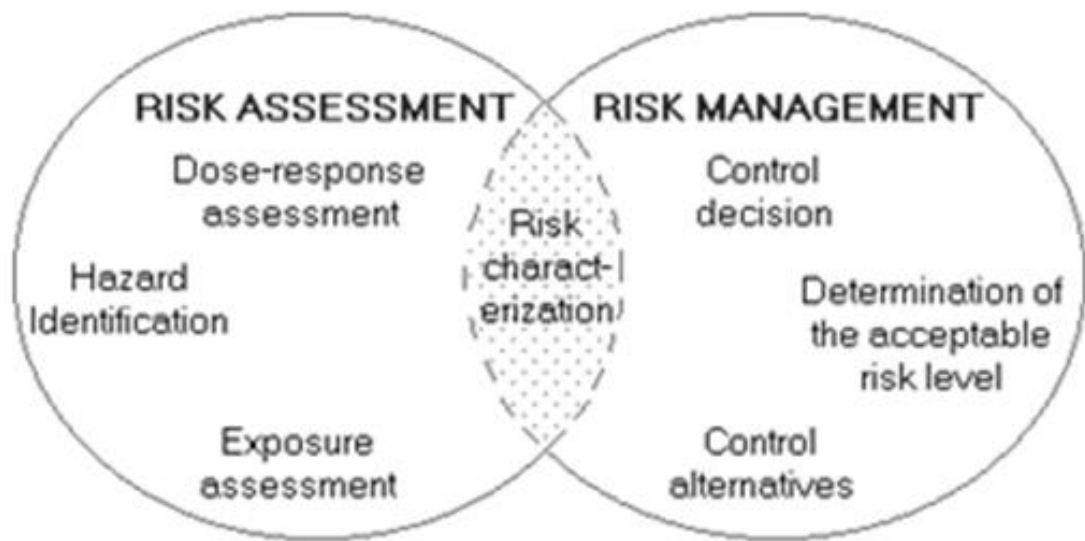 RISK ASSESSMENT
Dose-response
assessment
Hazard
Identification
Exposure
assessment
Risk
charact-
erization
RISK MANAGEMENT
Control
decision
Determination of
the acceptable
risk level
Control
alternatives